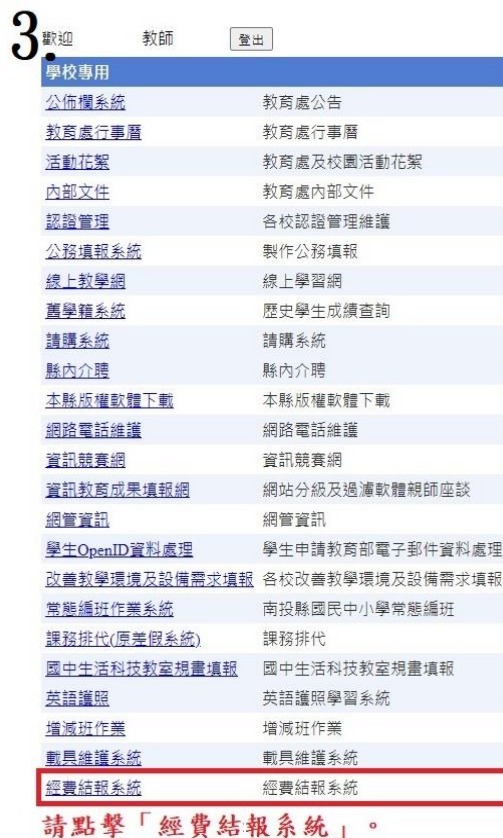 3.
歡迎 教師 登出
學校專用
公佈欄系統 教育處公告
教育處行事曆 教育處行事曆
活動花絮 教育處及校園活動花絮
內部文件 教育處內部文件
認證管理 各校認證管理維護
公務填報系統 製作公務填報
線上教學網 線上學習網
舊學籍系統 歷史學生成績查詢
請購系統 請購系統
縣內介聘 縣內介聘
本縣版權軟體下載 本縣版權軟體下載
網路電話維護 網路電話維護
資訊競賽網 資訊競賽網
資訊教育成果填報網 網站分級及過濾軟體親師座談
網管資訊 網管資訊
學生OpenID資料處理 學生申請教育部電子郵件資料處理
改善教學環境及設備需求填報 各校改善教學環境及設備需求填報
常態編班作業系統 南投縣國民中小學常態編班
課務排代(原差假系統) 課務排代
國中生活科技教室規畫填報 國中生活科技教室規畫填報
英語護照 英語護照學習系統
增減班作業 增減班作業
載具維護系統 載具維護系統
經費結報系統 經費結報系統
請點擊「經費結報系統」。